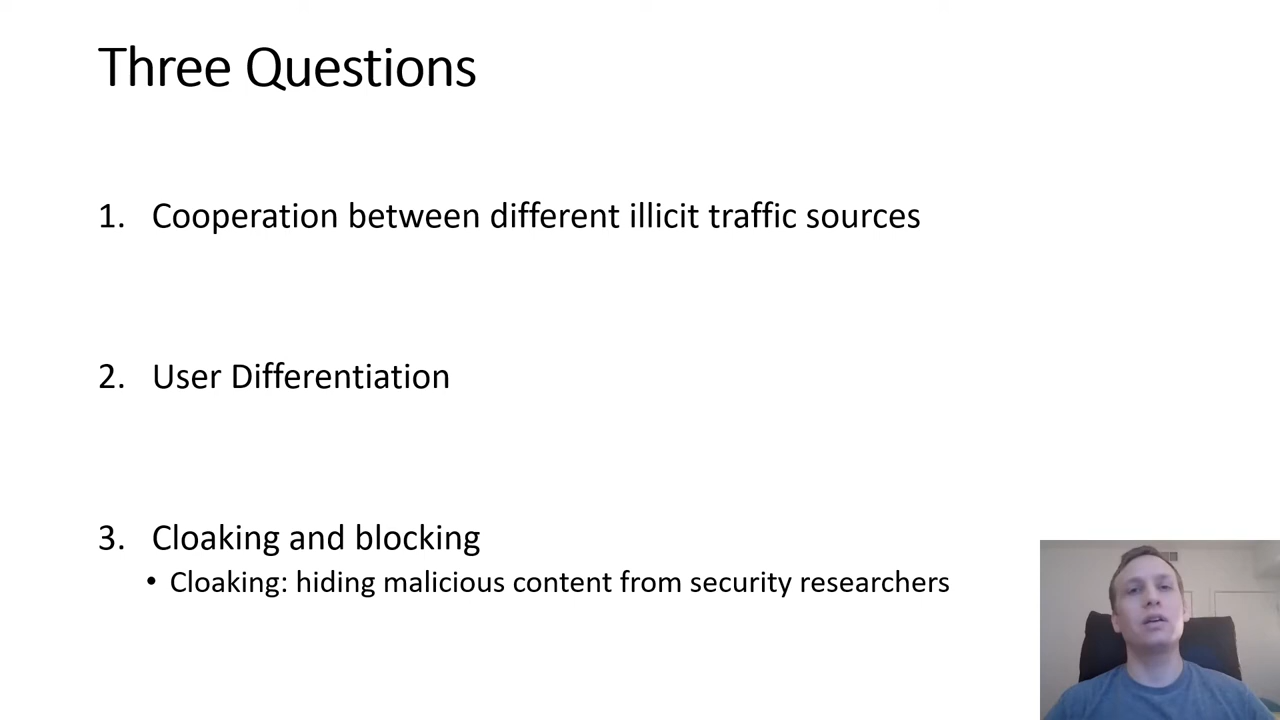 Three Questions
1. Cooperation between different illicit traffic sources
2. User Differentiation
3. Cloaking and blocking
• Cloaking: hiding malicious content from security researchers